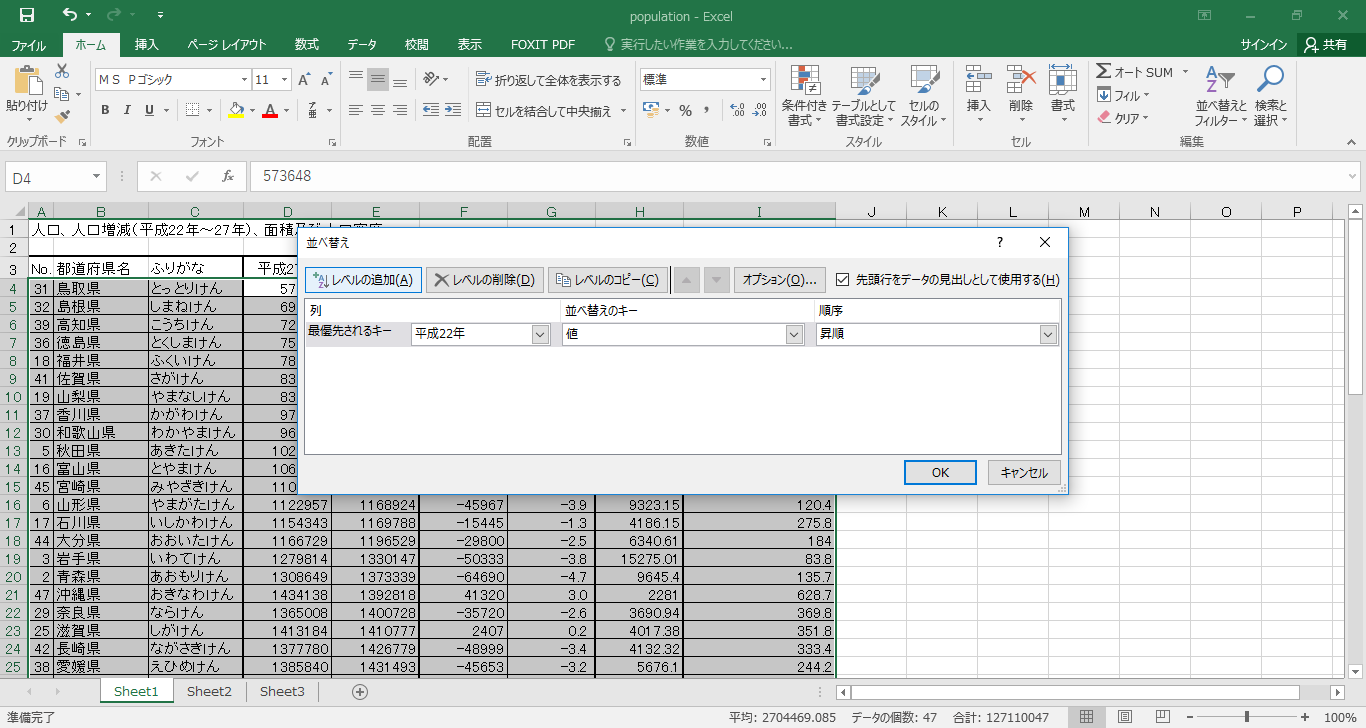 population - Excel
ファイル ホーム 挿入 ページ レイアウト 数式 データ 校閲 表示 FOXIT PDF 実行したい作業を入力してください... サインイン 共有
貼り付け
クリップボード
ＭＳ Ｐゴシック 11
B I U
フォント
折り返して全体を表示する
セルを結合して中央揃え
配置
標準
% ,
数値
条件付き書式 テーブルとして書式設定 セルのスタイル
スタイル
挿入 削除 書式
セル
Σ オート SUM
フィル
クリア
並べ替えとフィルター 検索と選択
編集
D4 fx 573648
A B C D E F G H I J K L M N O P
1 人口、人口増減(平成22年～27年)、面積及び人口密度
2
3 No. 都道府県名 ふりがな 平成2
4 31 鳥取県 とっとりけん 57
5 32 島根県 しまねけん 69
6 39 高知県 こうちけん 72
7 36 徳島県 とくしまけん 75
8 18 福井県 ふくいけん 78
9 41 佐賀県 さがけん 83
10 19 山梨県 やまなしけん 83
11 37 香川県 かがわけん 97
12 30 和歌山県 わかやまけん 96
13 5 秋田県 あきたけん 102
14 16 富山県 とやまけん 106
15 45 宮崎県 みやざきけん 110
16 6 山形県 やまがたけん 1122957 1168924 -45967 -3.9 9323.15 120.4
17 17 石川県 いしかわけん 1154343 1169788 -15445 -1.3 4186.15 275.8
18 44 大分県 おおいたけん 1166729 1196529 -29800 -2.5 6340.61 184
19 3 岩手県 いわてけん 1279814 1330147 -50333 -3.8 15275.01 83.8
20 2 青森県 あおもりけん 1308649 1373339 -64690 -4.7 9645.4 135.7
21 47 沖縄県 おきなわけん 1434138 1392818 41320 3.0 2281 628.7
22 29 奈良県 ならけん 1365008 1400728 -35720 -2.6 3690.94 369.8
23 25 滋賀県 しがけん 1413184 1410777 2407 0.2 4017.38 351.8
24 42 長崎県 ながさきけん 1377780 1426779 -48999 -3.4 4132.32 333.4
25 38 愛媛県 えひめけん 1385840 1431493 -45653 -3.2 5676.1 244.2
並べ替え ?
レベルの追加(A) レベルの削除(D) レベルのコピー(C) オプション(O)... 先頭行をデータの見出しとして使用する(H)
列 並べ替えのキー 順序
最優先されるキー 平成22年 値 昇順
OK キャンセル
Sheet1 Sheet2 Sheet3
準備完了 平均: 2704469.085 データの個数: 47 合計: 127110047 100%